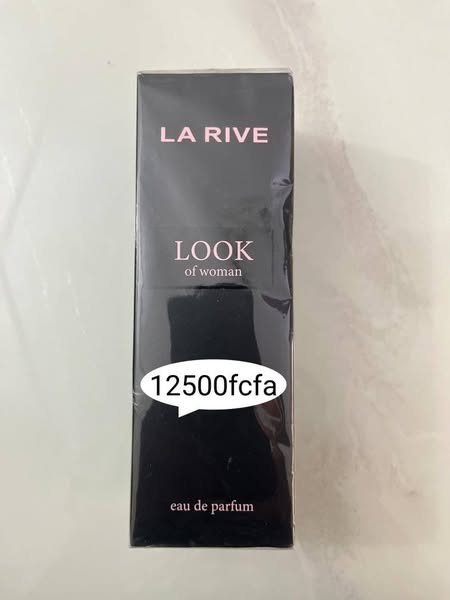 LA RIVE
LOOK
of woman
12500fcfa
eau de parfum